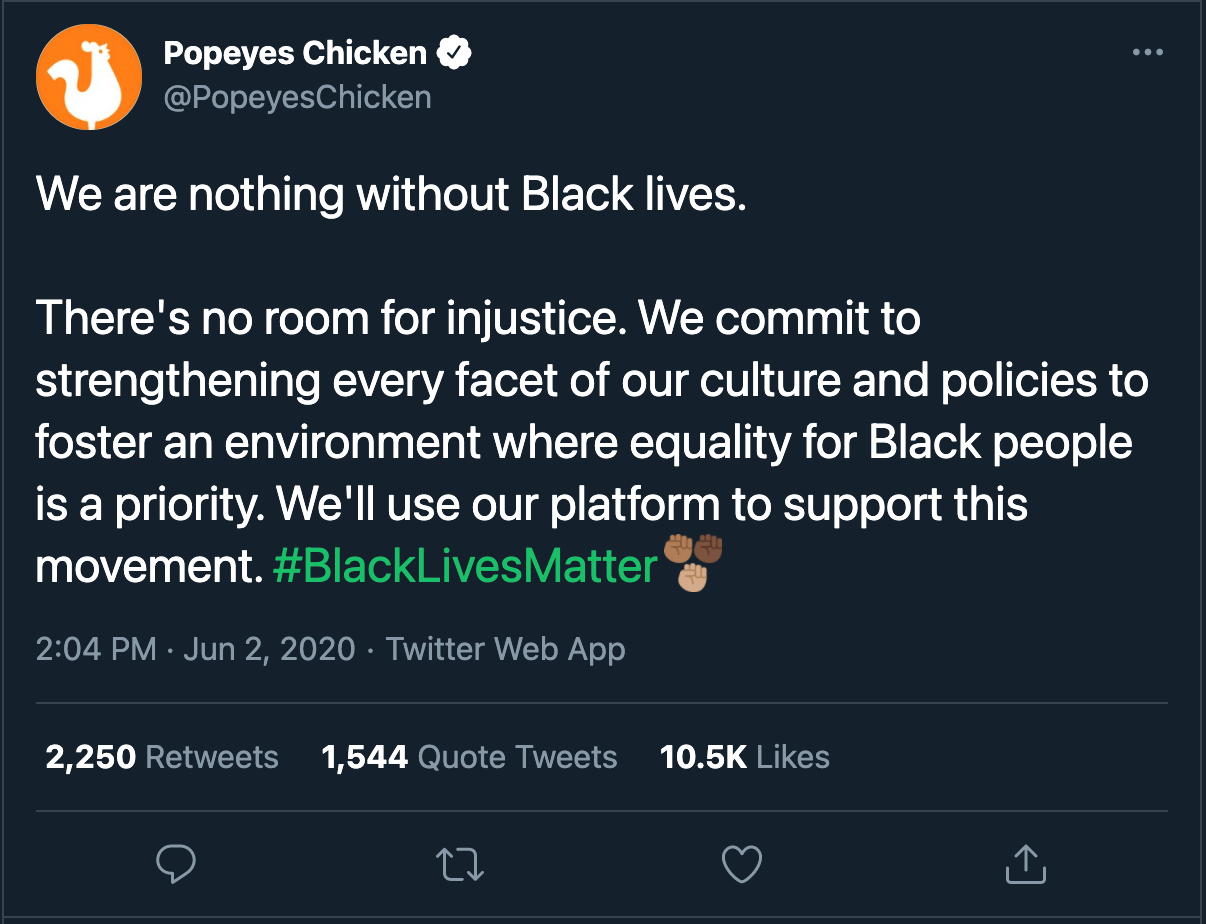 Popeyes Chicken
@PopeyesChicken
We are nothing without Black lives.
There's no room for injustice. We commit to
strengthening every facet of our culture and policies to
foster an environment where equality for Black people
is a priority. We'll use our platform to support this
movement. #BlackLivesMatter
2:04 PM · Jun 2, 2020 · Twitter Web App
2,250 Retweets 1,544 Quote Tweets 10.5K Likes